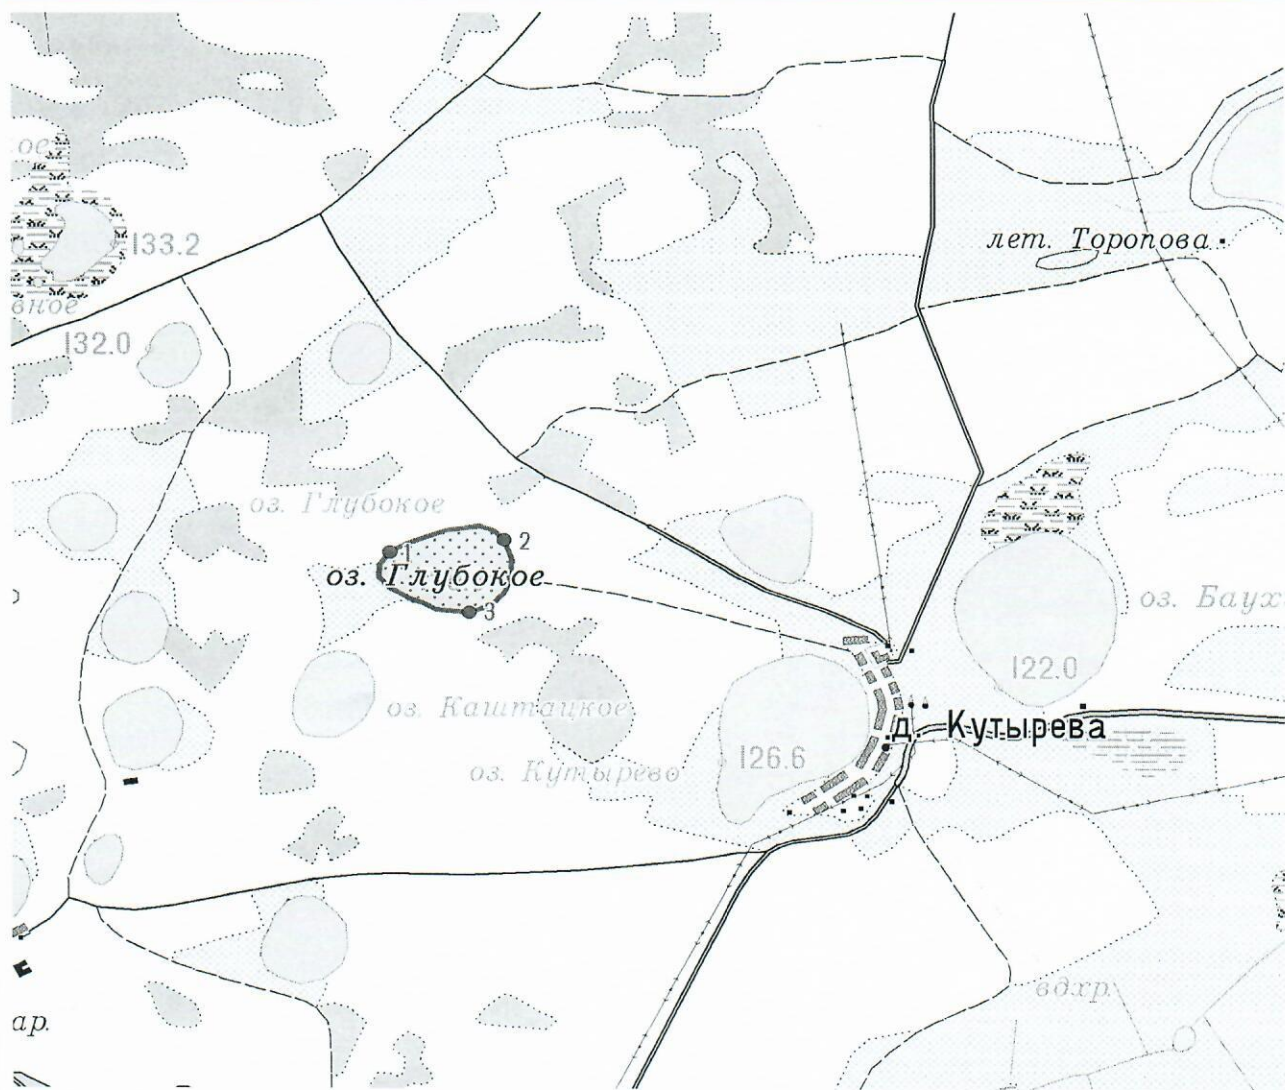 ое
133.2
лет. Торопова
вное
132.0
оз. Глубокое
1
2
оз. Глубокое
3
оз. Баух
122.0
оз. Каштацкое
д. Кутырева
126.6
оз. Кутырево
вдхр.
ар.